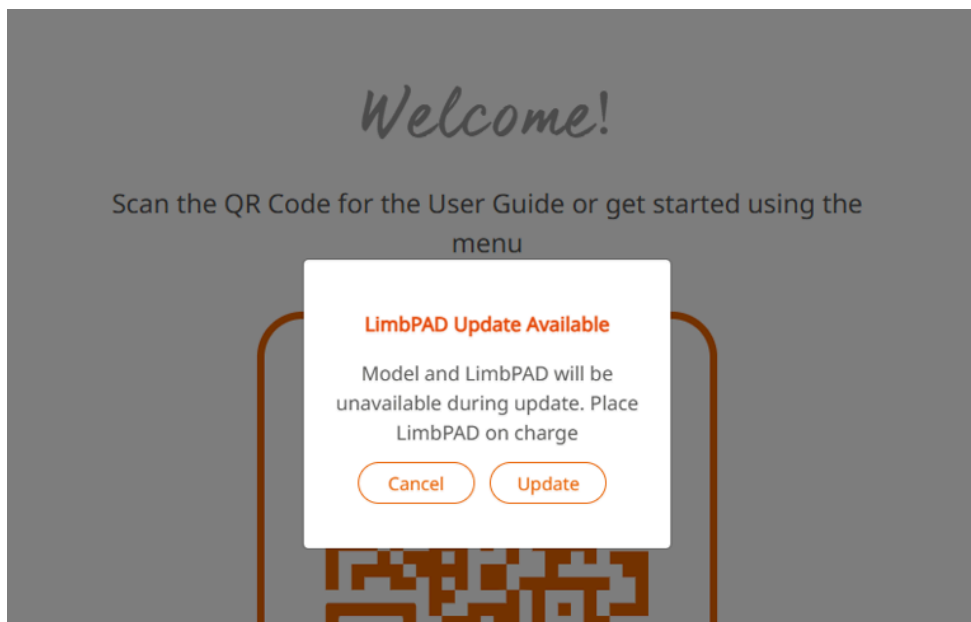 Welcome!
Scan the QR Code for the User Guide or get started using the
menu
LimbPAD Update Available
Model and LimbPAD will be
unavailable during update. Place
LimbPAD on charge
Cancel
Update